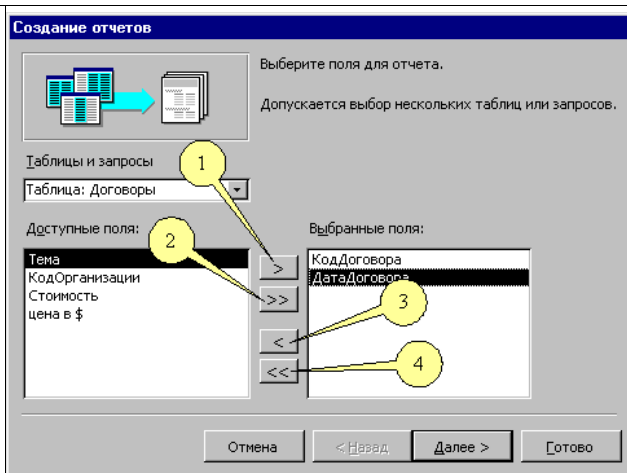 Создание отчетов
Выберите поля для отчета.
Допускается выбор нескольких таблиц или запросов.
Таблицы и запросы
1
Таблица: Договоры
Доступные поля:
2
Выбранные поля:
Тема
КодОрганизации
Стоимость
цена в $
>
>>
<
<<
КодДоговора
ДатаДоговора
3
4
Отмена
< Назад
Далее >
Готово